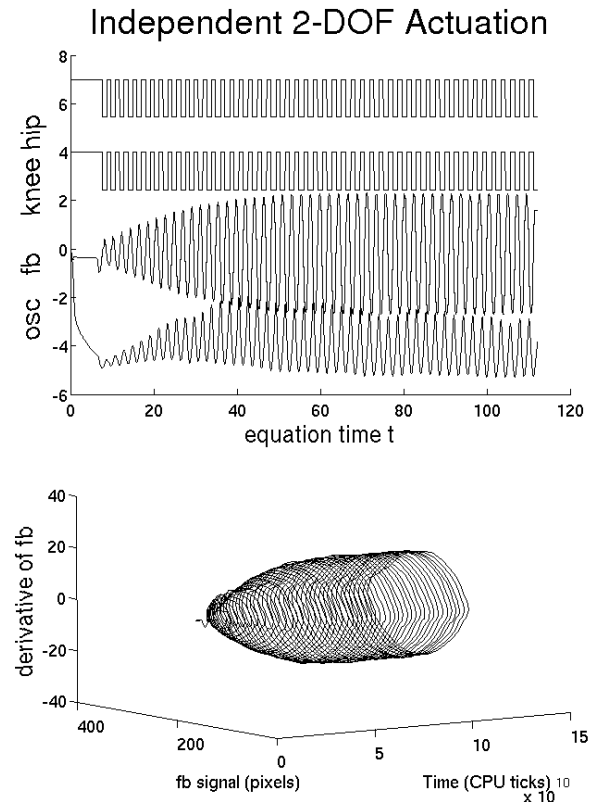 Independent 2-DOF Actuation
8
6
4
2
0
-2
-4
-6
osc fb knee hip
0 20 40 60 80 100 120
equation time t
40
20
0
-20
-40
derivative of fb
400
200
0
5
10
15
fb signal (pixels)
Time (CPU ticks) 10
x 10